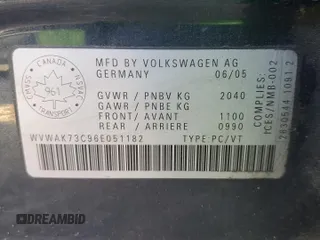 CANADA
TRANSPORT
961
MFD BY VOLKSWAGEN AG
GERMANY 06/05
GVWR / PNBV KG 2040
GAWR / PNBE KG
FRONT/ AVANT 1100
REAR / ARRIERE 0990
WVWAK73C96E051182 TYPE:PC/VT
COMPLIES:
ICES/NMB-002
DREAMBID